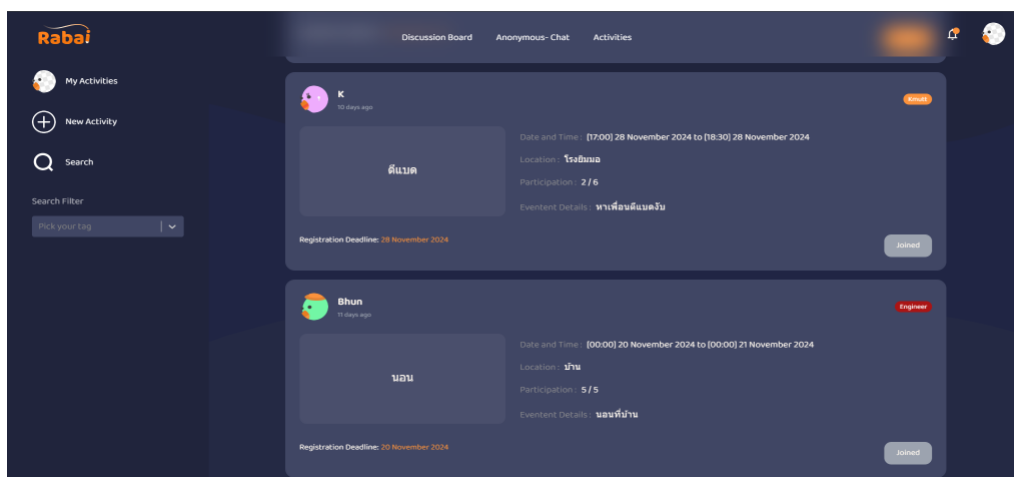 Rabai
Discussion Board
Anonymous- Chat
Activities
My Activities
New Activity
Search
Search Filter
Pick your tag
K
10 days ago
Kmutt
ตีแบด
Date and Time : [17:00] 28 November 2024 to [18:30] 28 November 2024
Location : โรงยิมมอ
Participation : 2 / 6
Eventent Details : หาเพื่อนตีแบดงับ
Registration Deadline: 28 November 2024
Joined
Bhun
11 days ago
Engineer
นอน
Date and Time : [00:00] 20 November 2024 to [00:00] 21 November 2024
Location : บ้าน
Participation : 5 / 5
Eventent Details : นอนที่บ้าน
Registration Deadline: 20 November 2024
Joined